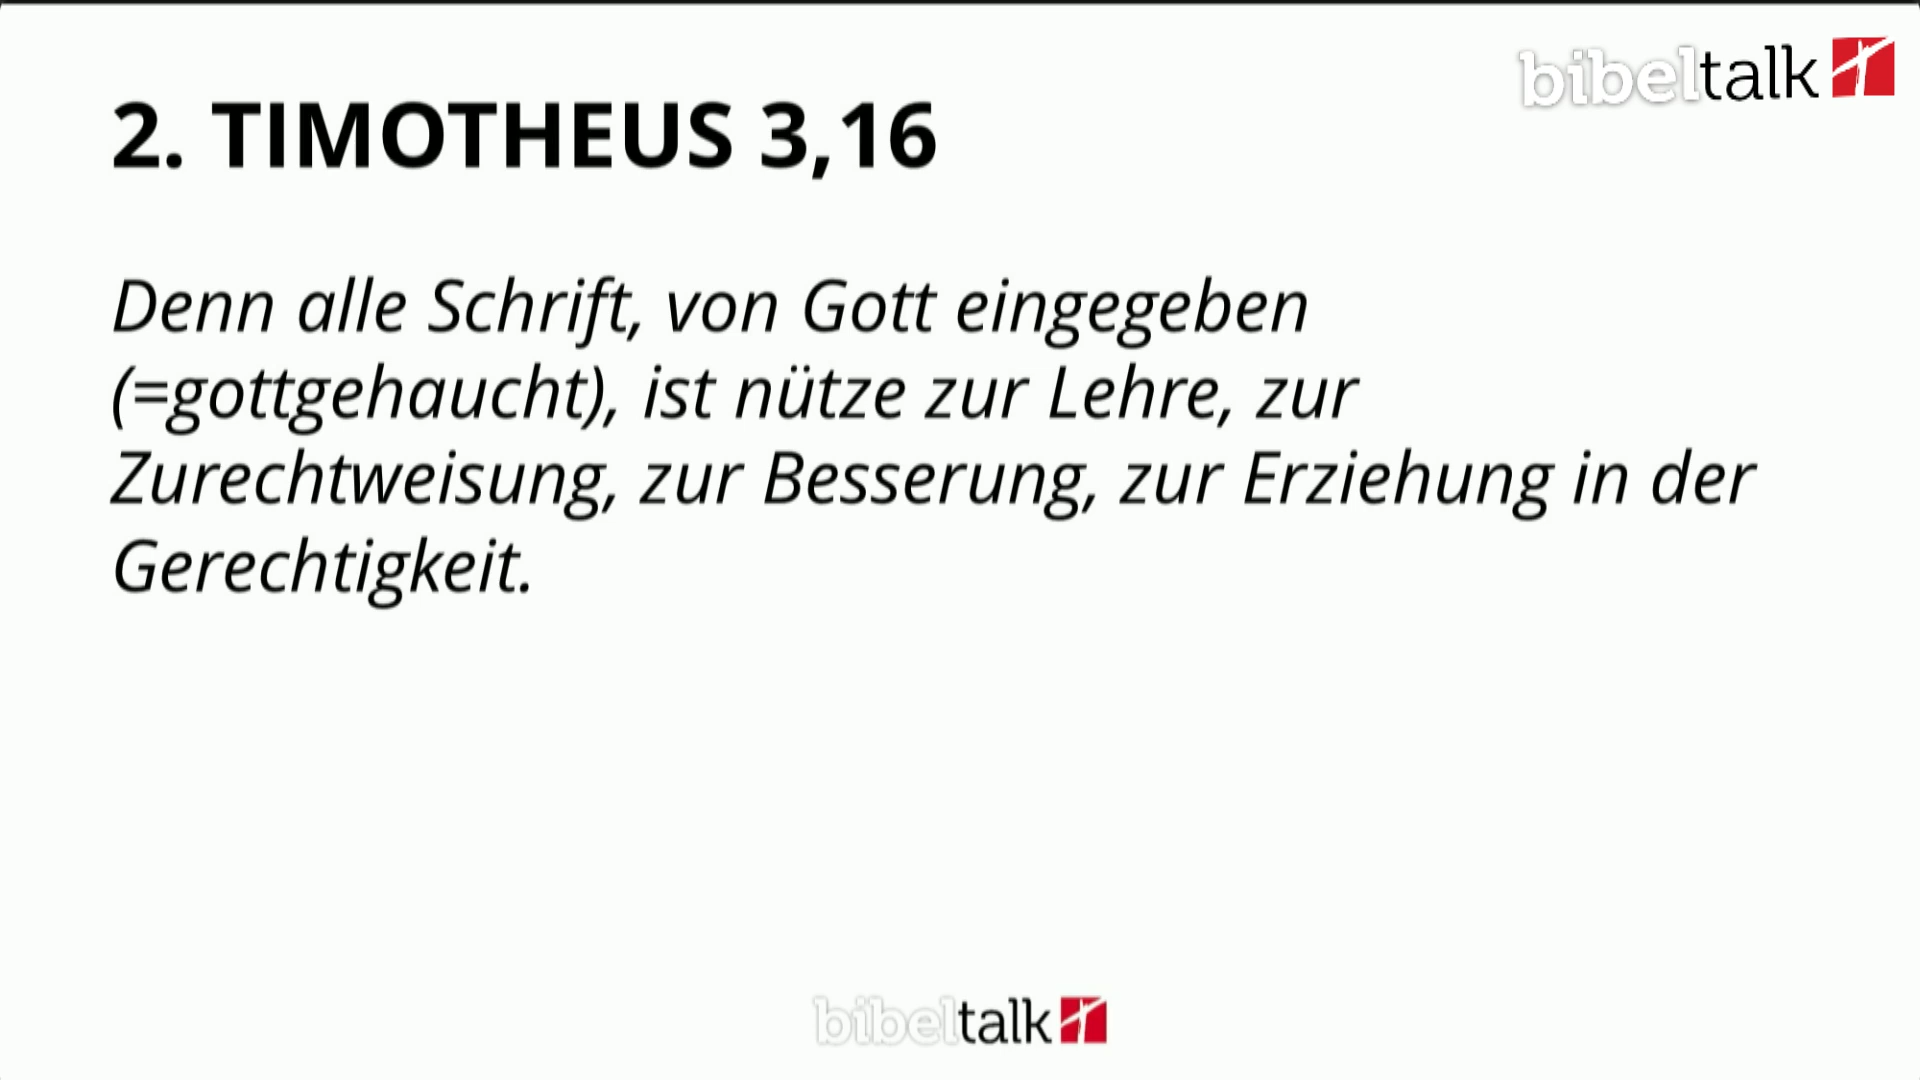 bibeltalk
2. TIMOTHEUS 3,16
Denn alle Schrift, von Gott eingegeben
(=gottgehaucht), ist nütze zur Lehre, zur
Zurechtweisung, zur Besserung, zur Erziehung in der
Gerechtigkeit.
bibeltalk